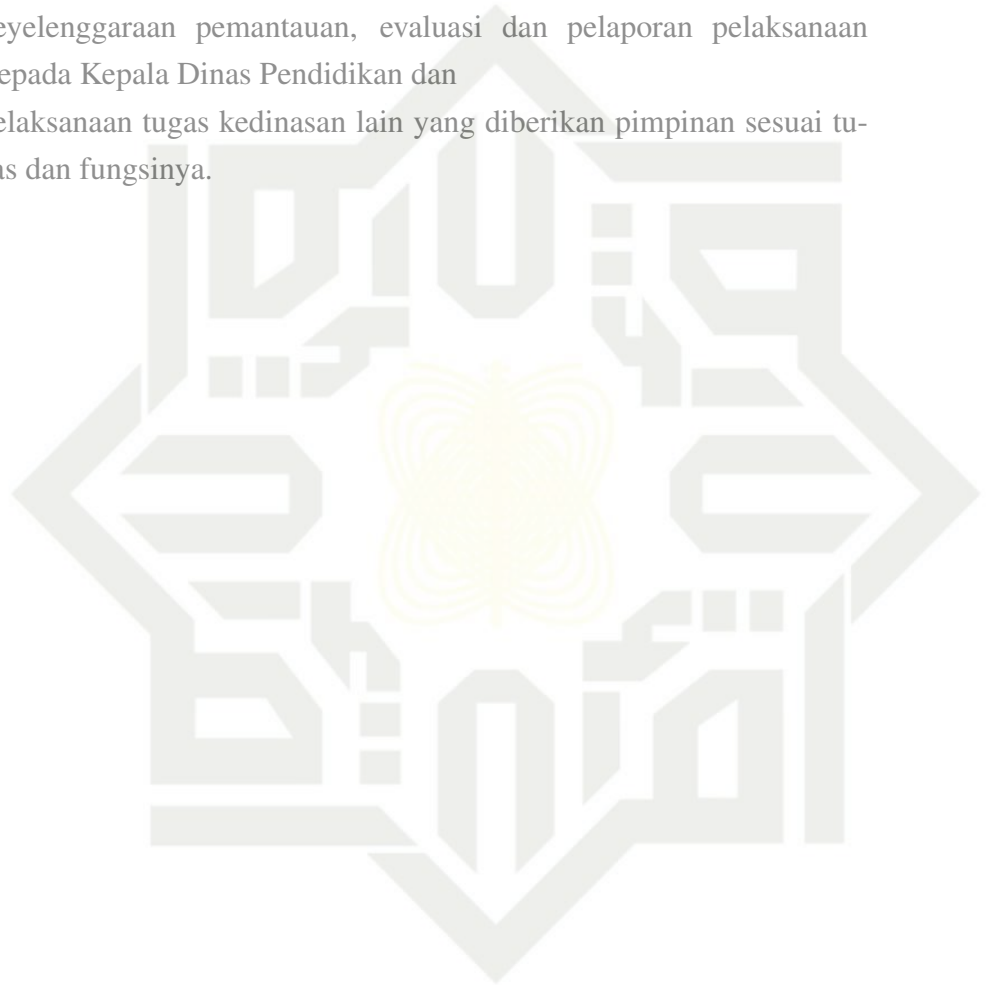 eyelenggaraan pemantauan, evaluasi dan pelaporan pelaksanaan
epada Kepala Dinas Pendidikan dan
elaksanaan tugas kedinasan lain yang diberikan pimpinan sesuai tu-
as dan fungsinya.